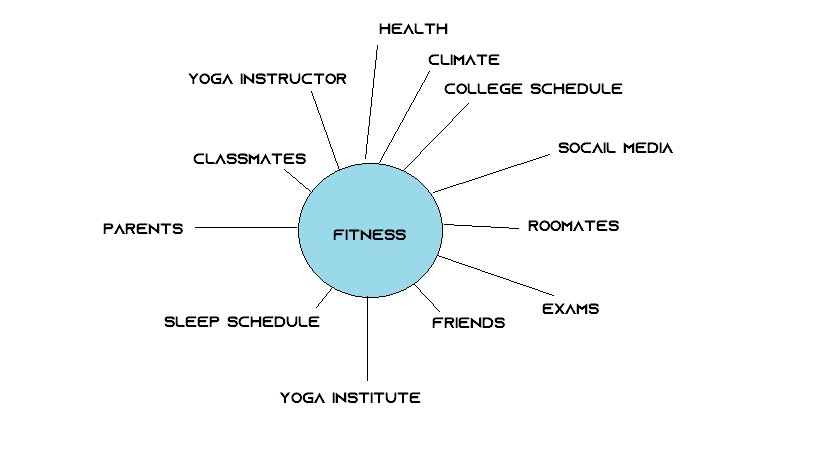 HEALTH
CLIMATE
YOGA INSTRUCTOR
COLLEGE SCHEDULE
SOCAIL MEDIA
CLASSMATES
PARENTS
FITNESS
ROOMATES
EXAMS
SLEEP SCHEDULE
FRIENDS
YOGA INSTITUTE